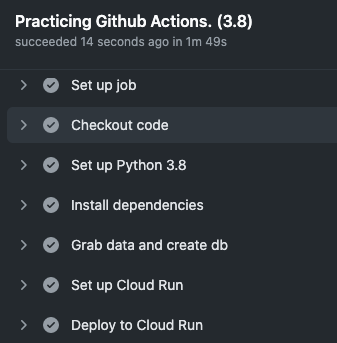 Practicing Github Actions. (3.8)
succeeded 14 seconds ago in 1m 49s
Set up job
Checkout code
Set up Python 3.8
Install dependencies
Grab data and create db
Set up Cloud Run
Deploy to Cloud Run